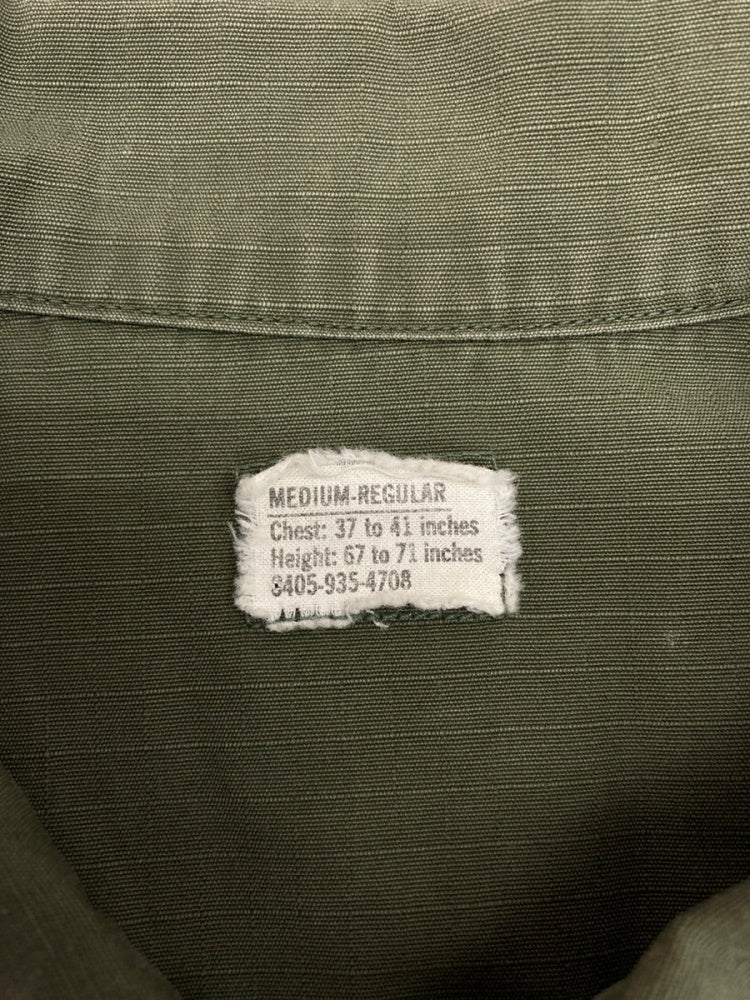 MEDIUM-REGULAR
Chest: 37 to 41 inches
Height: 67 to 71 inches
8405-935-4708